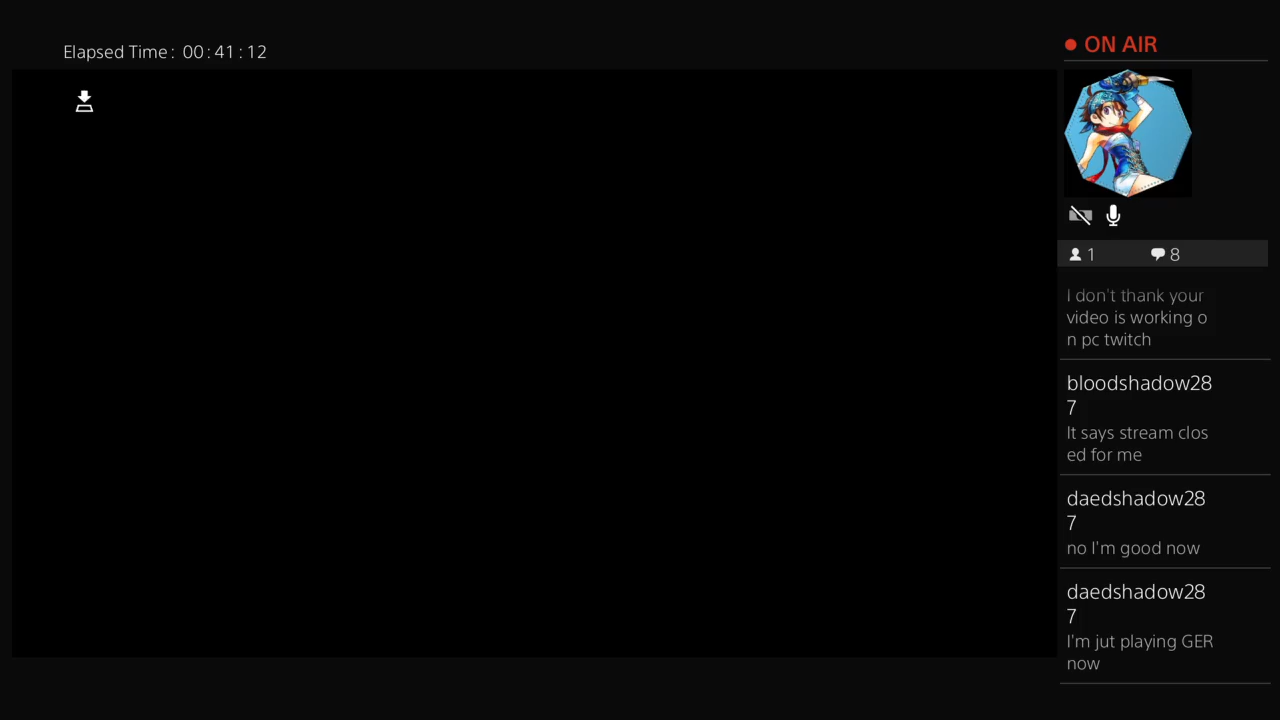 Elapsed Time: 00:41:12
ON AIR
1
8
I don't thank your
video is working o
n pc twitch
bloodshadow28
7
It says stream clos
ed for me
daedshadow28
7
no I'm good now
daedshadow28
7
I'm jut playing GER
now